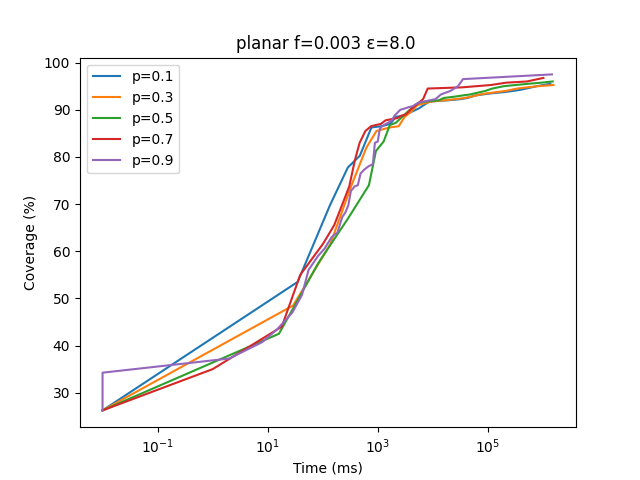 planar f=0.003 ε=8.0
100
90
80
70
60
50
40
30
Coverage (%)
p=0.1
p=0.3
p=0.5
p=0.7
p=0.9
10⁻¹ 10¹ 10³ 10⁵
Time (ms)